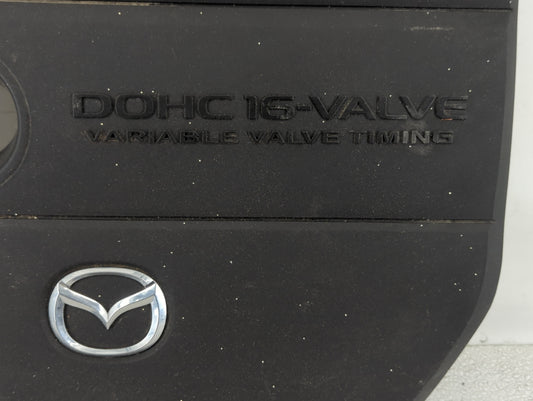 DOHC 16-VALVE
VARIABLE VALVE TIMING